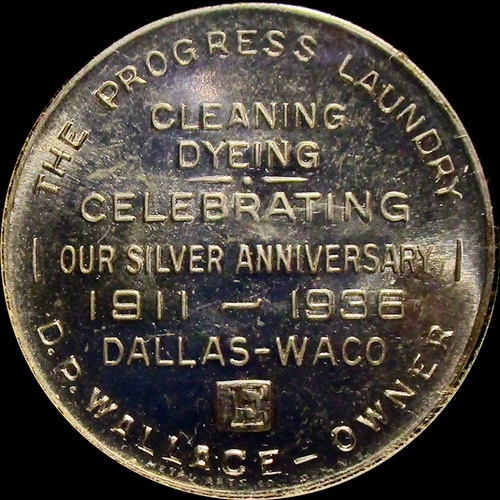 THE PROGRESS LAUNDRY
CLEANING
DYEING
CELEBRATING
OUR SILVER ANNIVERSARY
1911 — 1936
DALLAS-WACO
E
D.P. WALLACE — OWNER